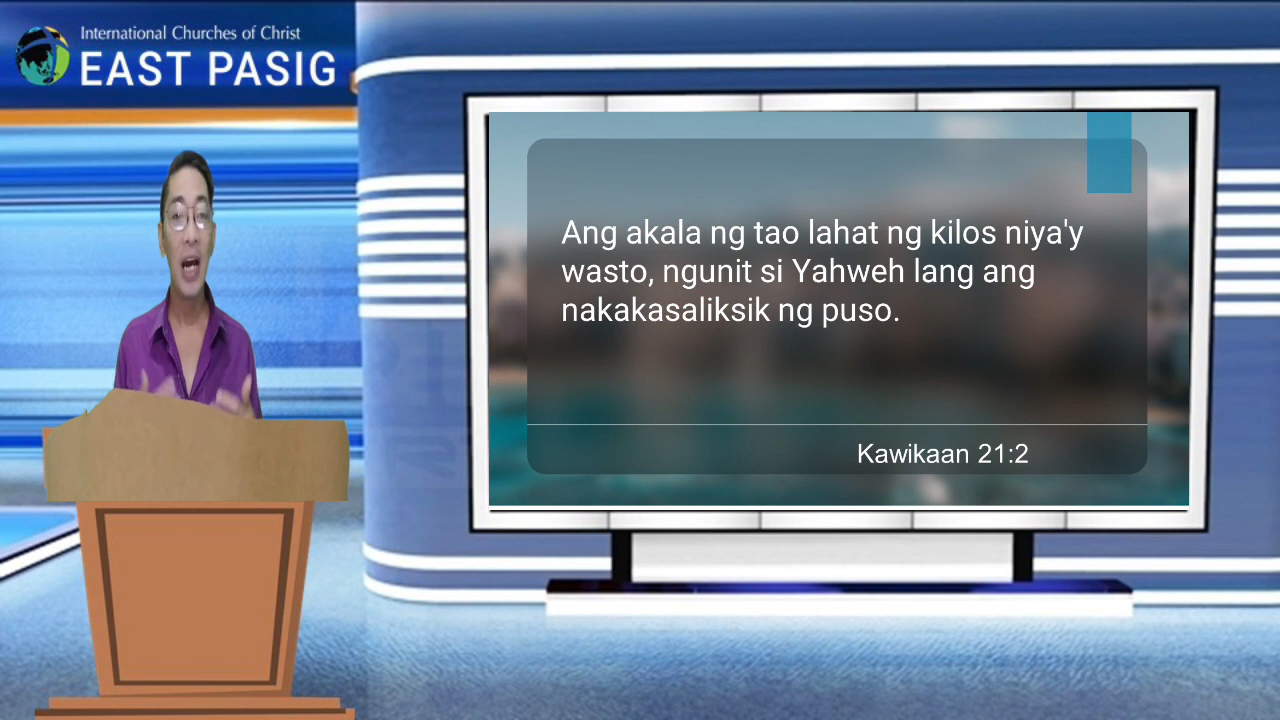 International Churches of Christ
EAST PASIG
Ang akala ng tao lahat ng kilos niya'y
wasto, ngunit si Yahweh lang ang
nakakasaliksik ng puso.
Kawikaan 21:2